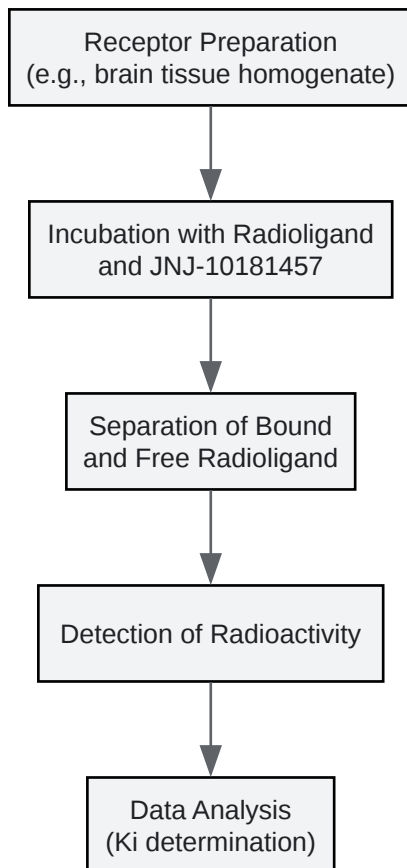 Receptor Preparation
(e.g., brain tissue homogenate)
Incubation with Radioligand
and JNJ-10181457
Separation of Bound
and Free Radioligand
Detection of Radioactivity
Data Analysis
(Ki determination)